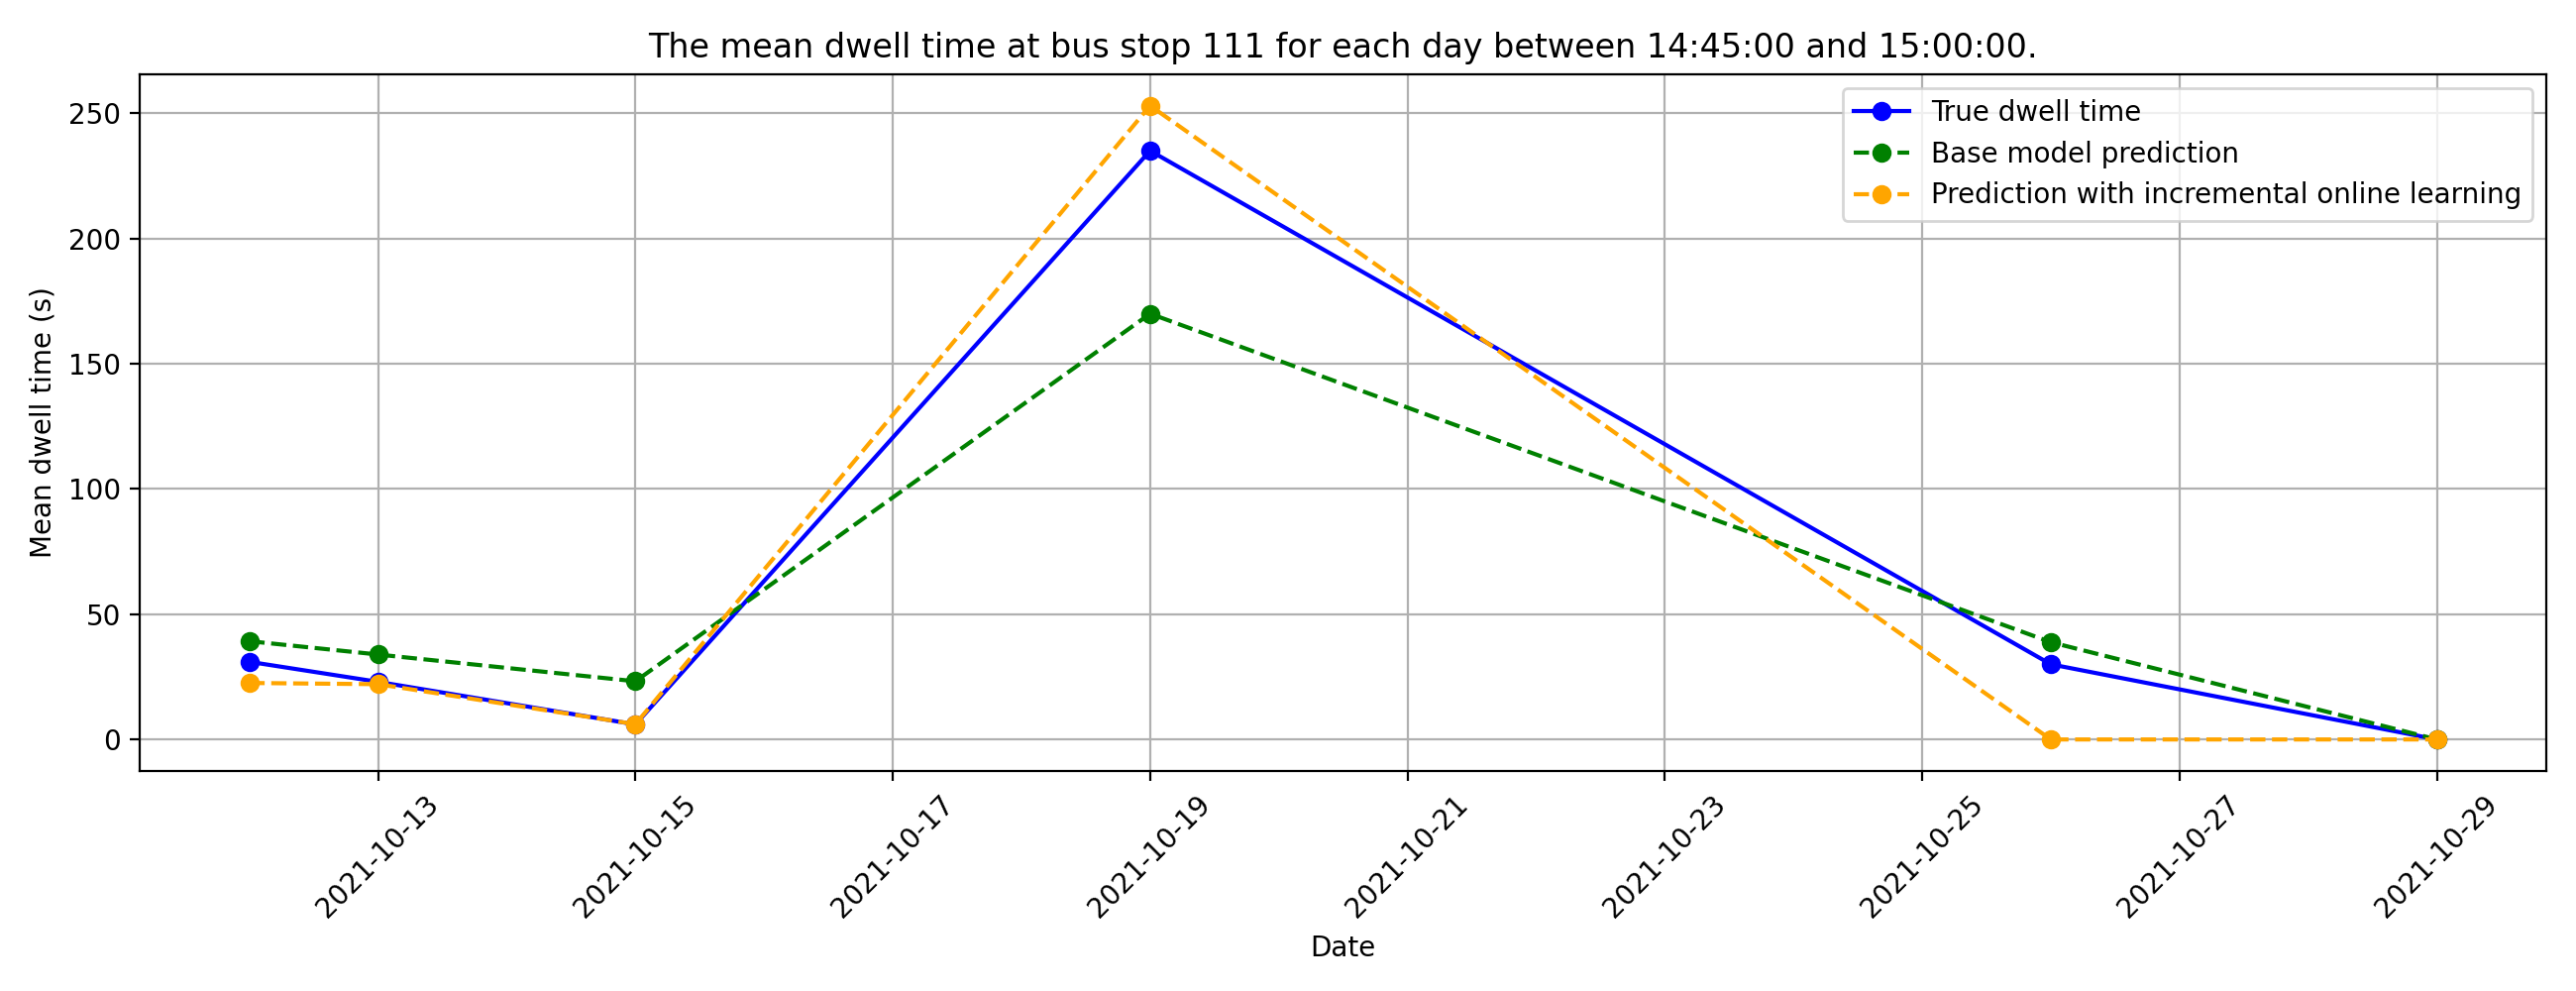 The mean dwell time at bus stop 111 for each day between 14:45:00 and 15:00:00.
True dwell time
Base model prediction
Prediction with incremental online learning
Mean dwell time (s)
250
200
150
100
50
0
2021-10-13
2021-10-15
2021-10-17
2021-10-19
2021-10-21
2021-10-23
2021-10-25
2021-10-27
2021-10-29
Date